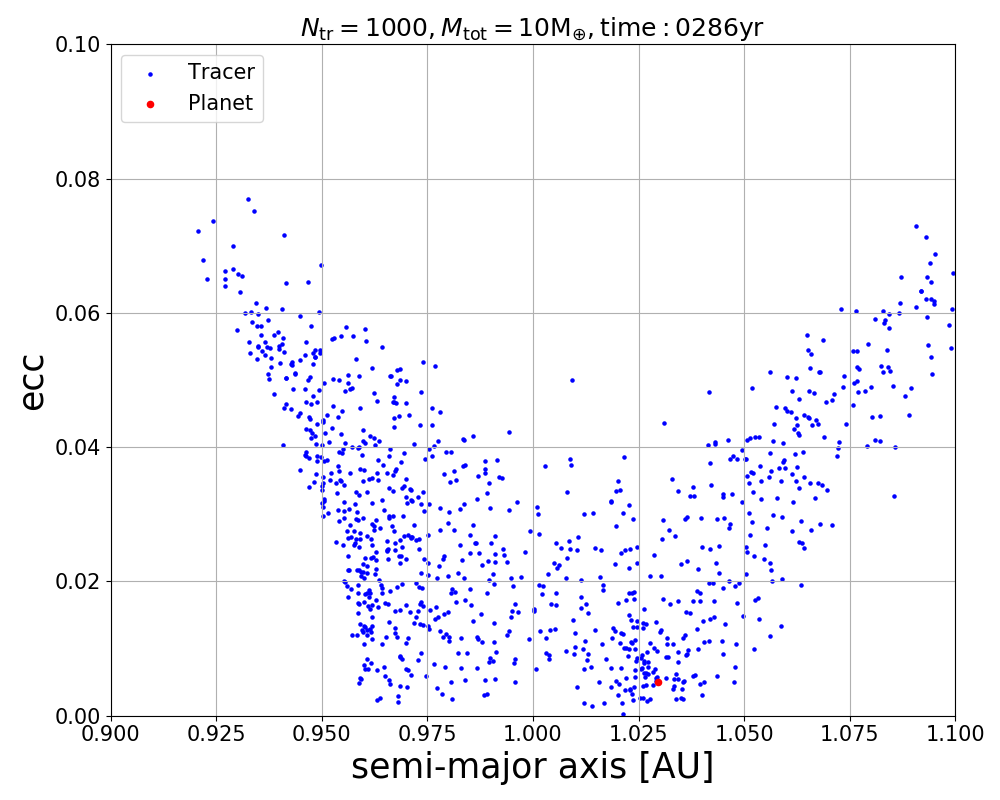 N_tr = 1000, M_tot = 10M_⊕, time : 0286yr
Tracer
Planet
ecc
0.10
0.08
0.06
0.04
0.02
0.00
0.900 0.925 0.950 0.975 1.000 1.025 1.050 1.075 1.100
semi-major axis [AU]